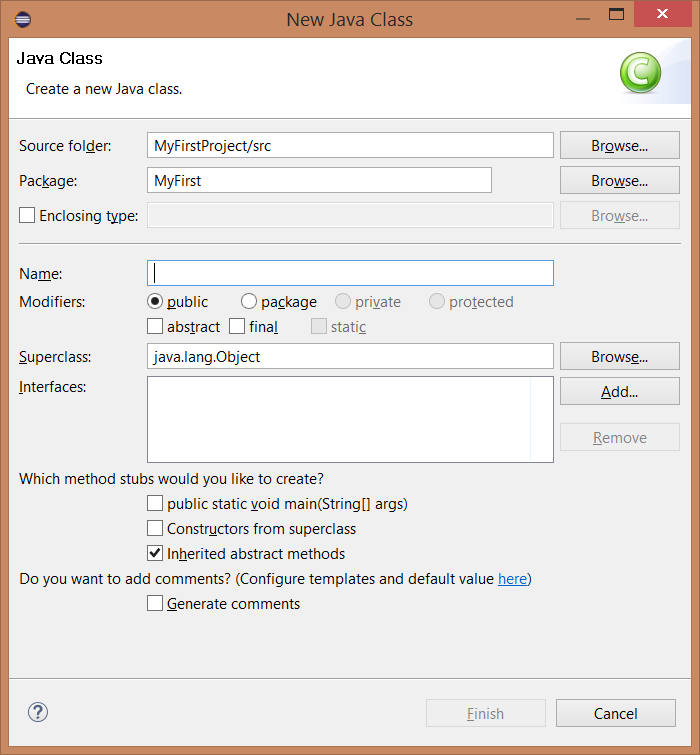 New Java Class
Java Class
Create a new Java class.
Source folder: MyFirstProject/src Browse...
Package: MyFirst Browse...
Enclosing type: Browse...
Name:
Modifiers: public package private protected
abstract final static
Superclass: java.lang.Object Browse...
Interfaces: Add...
Remove
Which method stubs would you like to create?
public static void main(String[] args)
Constructors from superclass
Inherited abstract methods
Do you want to add comments? (Configure templates and default value here)
Generate comments
Finish Cancel